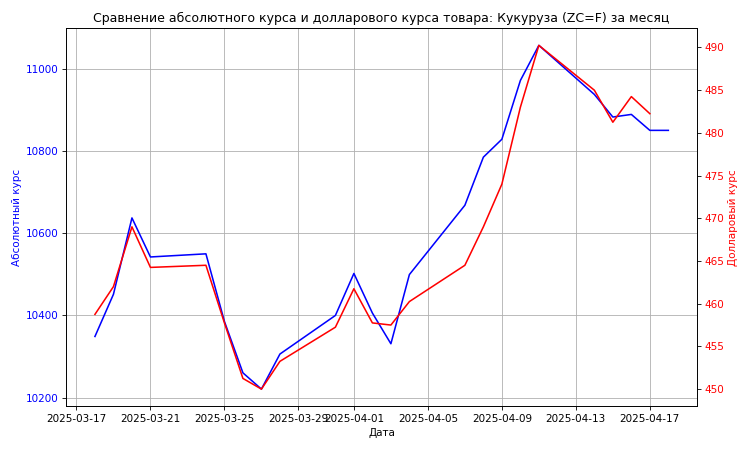 Сравнение абсолютного курса и долларового курса товара: Кукуруза (ZC=F) за месяц
Абсолютный курс
11000
10800
10600
10400
10200
490
485
480
475
470
465
460
455
450
Долларовый курс
2025-03-17 2025-03-21 2025-03-25 2025-03-29 2025-04-01 2025-04-05 2025-04-09 2025-04-13 2025-04-17
Дата